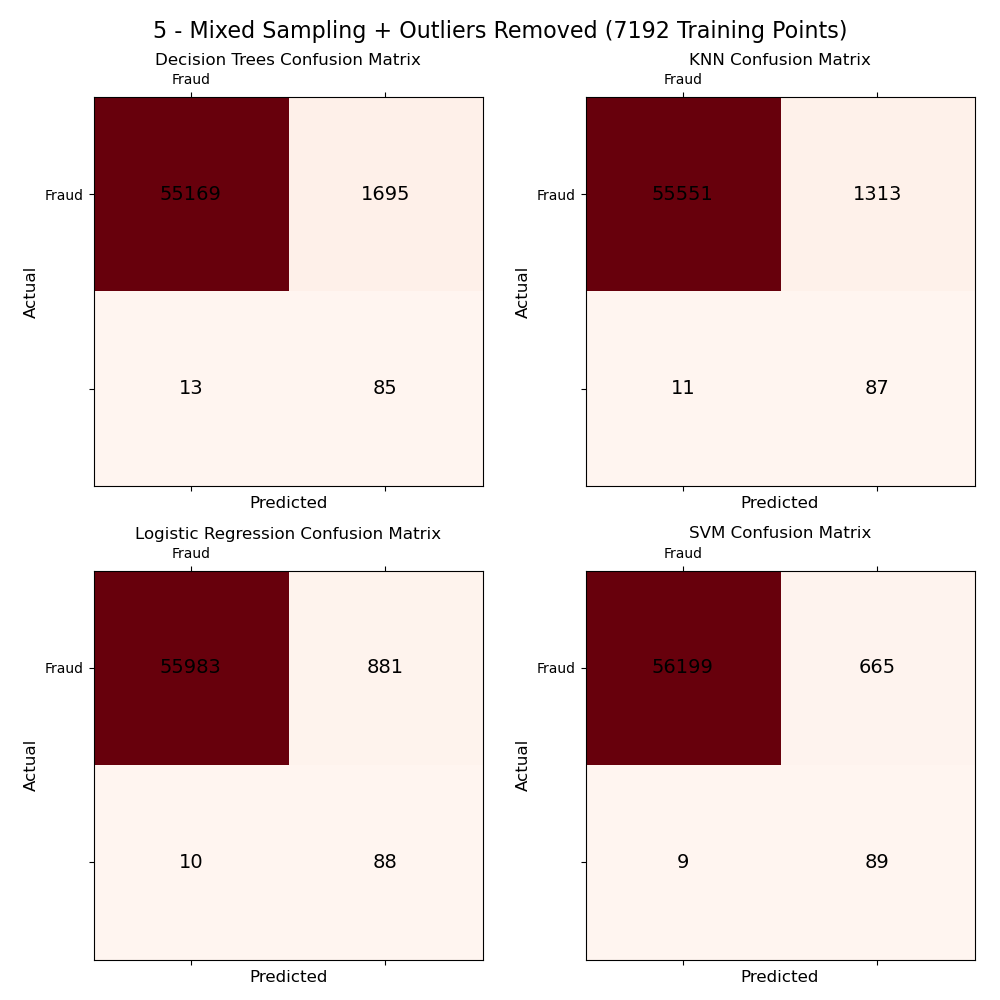 5 - Mixed Sampling + Outliers Removed (7192 Training Points)
Decision Trees Confusion Matrix
Fraud
Fraud
55169 1695
Actual
13 85
Predicted
KNN Confusion Matrix
Fraud
Fraud
55551 1313
Actual
11 87
Predicted
Logistic Regression Confusion Matrix
Fraud
Fraud
55983 881
Actual
10 88
Predicted
SVM Confusion Matrix
Fraud
Fraud
56199 665
Actual
9 89
Predicted